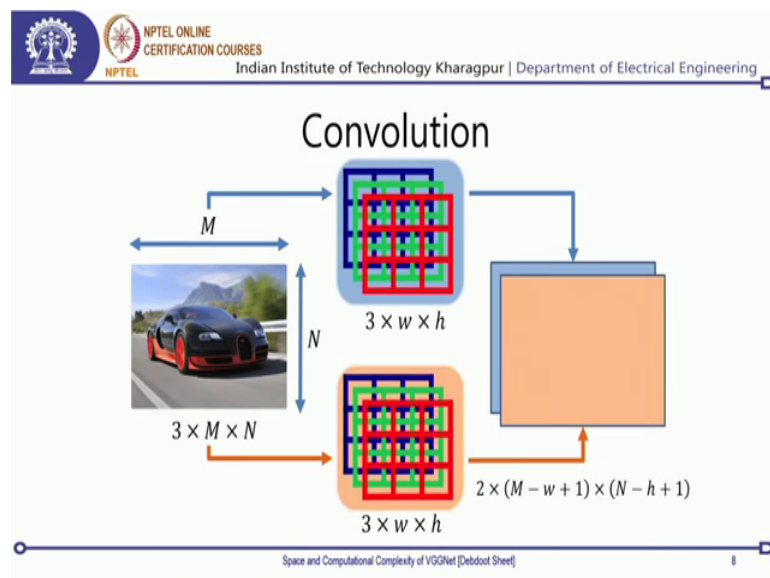 NPTEL ONLINE
CERTIFICATION COURSES
NPTEL
Indian Institute of Technology Kharagpur | Department of Electrical Engineering
Convolution
M
N
3 × M × N
3 × w × h
3 × w × h
2 × (M − w + 1) × (N − h + 1)
Space and Computational Complexity of VGGNet [Debdoot Sheet]
8